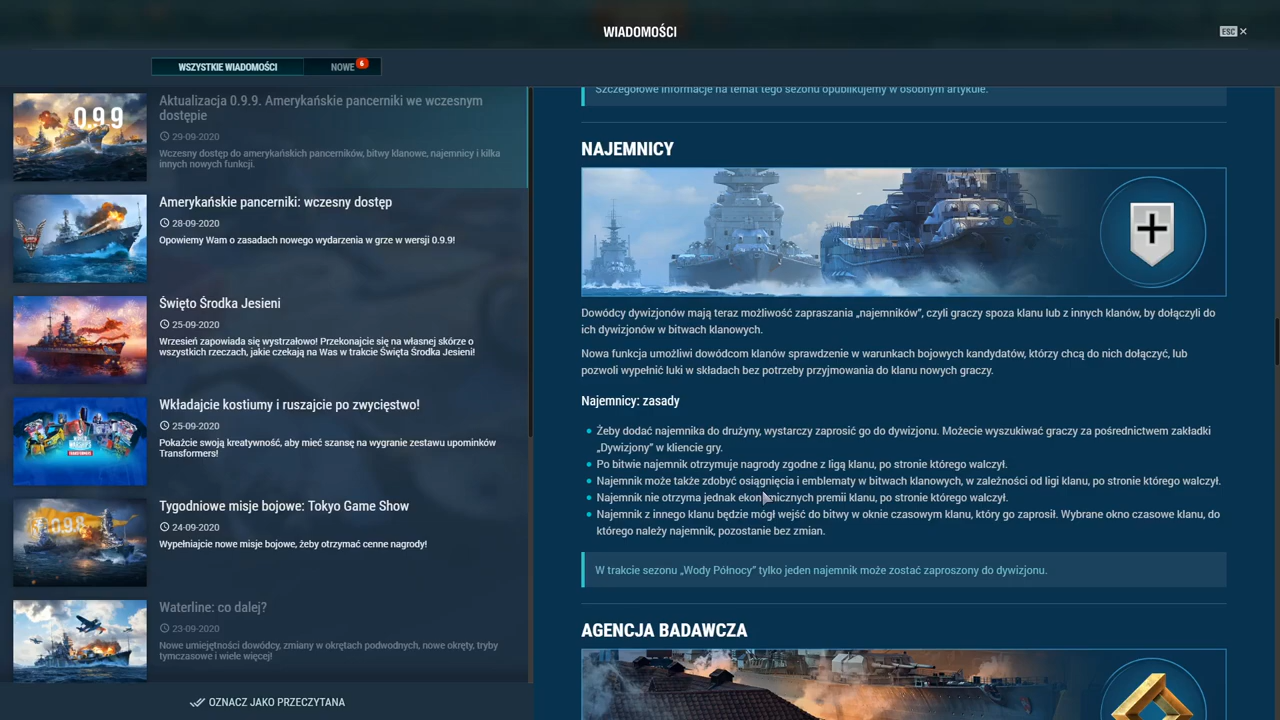 WIADOMOŚCI
ESC ×
WSZYSTKIE WIADOMOŚCI
NOWE
6
0.9.9
Aktualizacja 0.9.9. Amerykańskie pancerniki we wczesnym
dostępie
29-09-2020
Wczesny dostęp do amerykańskich pancerników, bitwy klanowe, najemnicy i kilka
innych nowych funkcji.
Amerykańskie pancerniki: wczesny dostęp
28-09-2020
Opowiemy Wam o zasadach nowego wydarzenia w grze w wersji 0.9.9!
Święto Środka Jesieni
25-09-2020
Wrzesień zapowiada się wystrzałowo! Przekonajcie się na własnej skórze o
wszystkich rzeczach, jakie czekają na Was w trakcie Święta Środka Jesieni!
Wkładajcie kostiumy i ruszajcie po zwycięstwo!
25-09-2020
Pokażcie swoją kreatywność, aby mieć szansę na wygranie zestawu upominków
Transformers!
TRANSFORMERS
0.9.8
Tygodniowe misje bojowe: Tokyo Game Show
24-09-2020
Wypełniajcie nowe misje bojowe, żeby otrzymać cenne nagrody!
Waterline: co dalej?
23-09-2020
Nowe umiejętności dowódcy, zmiany w okrętach podwodnych, nowe okręty, tryby
tymczasowe i wiele więcej!
OZNACZ JAKO PRZECZYTANA
Szczegółowe informacje na temat tego sezonu opublikujemy w osobnym artykule.
NAJEMNICY
Dowódcy dywizjonów mają teraz możliwość zapraszania „najemników”, czyli graczy spoza klanu lub z innych klanów, by dołączyli do
ich dywizjonów w bitwach klanowych.
Nowa funkcja umożliwi dowódcom klanów sprawdzenie w warunkach bojowych kandydatów, którzy chcą do nich dołączyć, lub
pozwoli wypełnić luki w składach bez potrzeby przyjmowania do klanu nowych graczy.
Najemnicy: zasady
Żeby dodać najemnika do drużyny, wystarczy zaprosić go do dywizjonu. Możecie wyszukiwać graczy za pośrednictwem zakładki
„Dywizjony” w kliencie gry.
Po bitwie najemnik otrzymuje nagrody zgodne z ligą klanu, po stronie którego walczył.
Najemnik może także zdobyć osiągnięcia i emblematy w bitwach klanowych, w zależności od ligi klanu, po stronie którego walczył.
Najemnik nie otrzyma jednak ekonomicznych premii klanu, po stronie którego walczył.
Najemnik z innego klanu będzie mógł wejść do bitwy w oknie czasowym klanu, który go zaprosił. Wybrane okno czasowe klanu, do
którego należy najemnik, pozostanie bez zmian.
W trakcie sezonu „Wody Północy” tylko jeden najemnik może zostać zaproszony do dywizjonu.
AGENCJA BADAWCZA